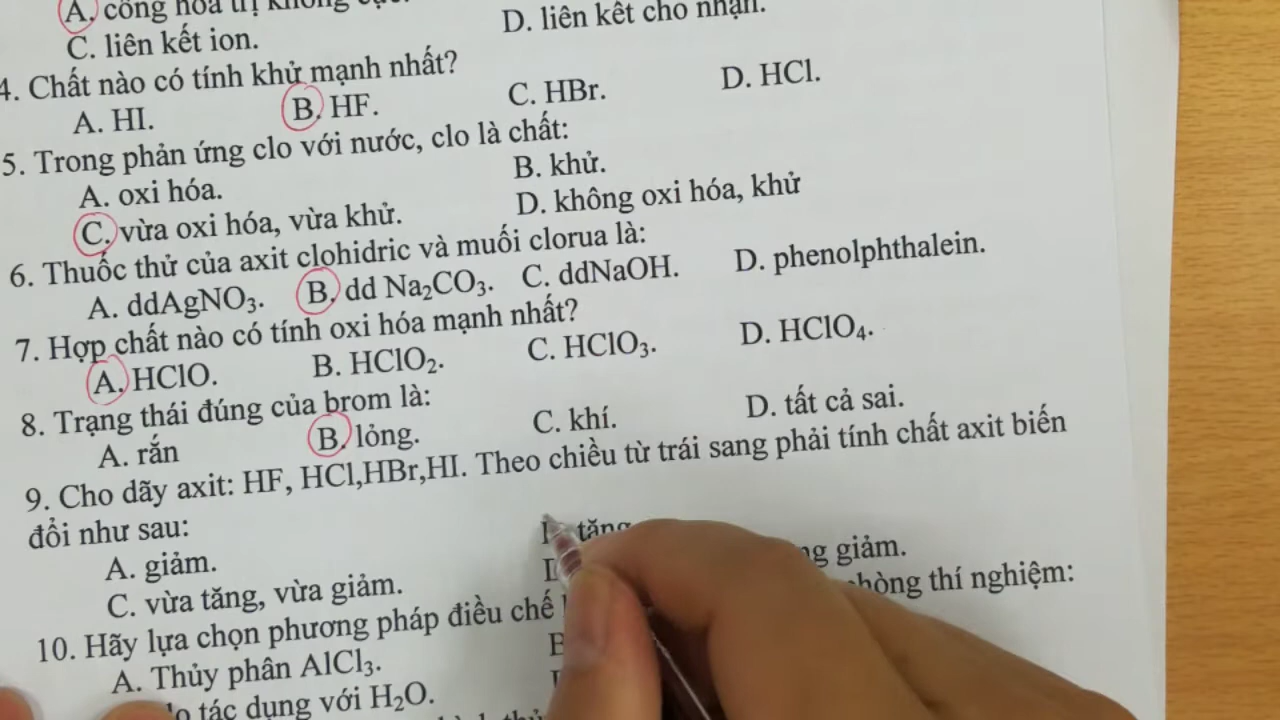 A. cộng hóa trị không
C. liên kết ion. D. liên kết cho nhận.
4. Chất nào có tính khử mạnh nhất?
A. HI. B. HF. C. HBr. D. HCl.
5. Trong phản ứng clo với nước, clo là chất:
A. oxi hóa. B. khử.
C. vừa oxi hóa, vừa khử. D. không oxi hóa, khử
6. Thuốc thử của axit clohidric và muối clorua là:
A. ddAgNO₃. B. dd Na₂CO₃. C. ddNaOH. D. phenolphthalein.
7. Hợp chất nào có tính oxi hóa mạnh nhất?
A. HClO. B. HClO₂. C. HClO₃. D. HClO₄.
8. Trạng thái đúng của brom là:
A. rắn B. lỏng. C. khí. D. tất cả sai.
9. Cho dãy axit: HF, HCl,HBr,HI. Theo chiều từ trái sang phải tính chất axit biến
đổi như sau:
A. giảm. tăng
C. vừa tăng, vừa giảm. giảm.
10. Hãy lựa chọn phương pháp điều chế phòng thí nghiệm:
A. Thủy phân AlCl₃.
tác dụng với H₂O.